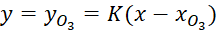 y = y_{O_3} = K(x − x_{O_3})